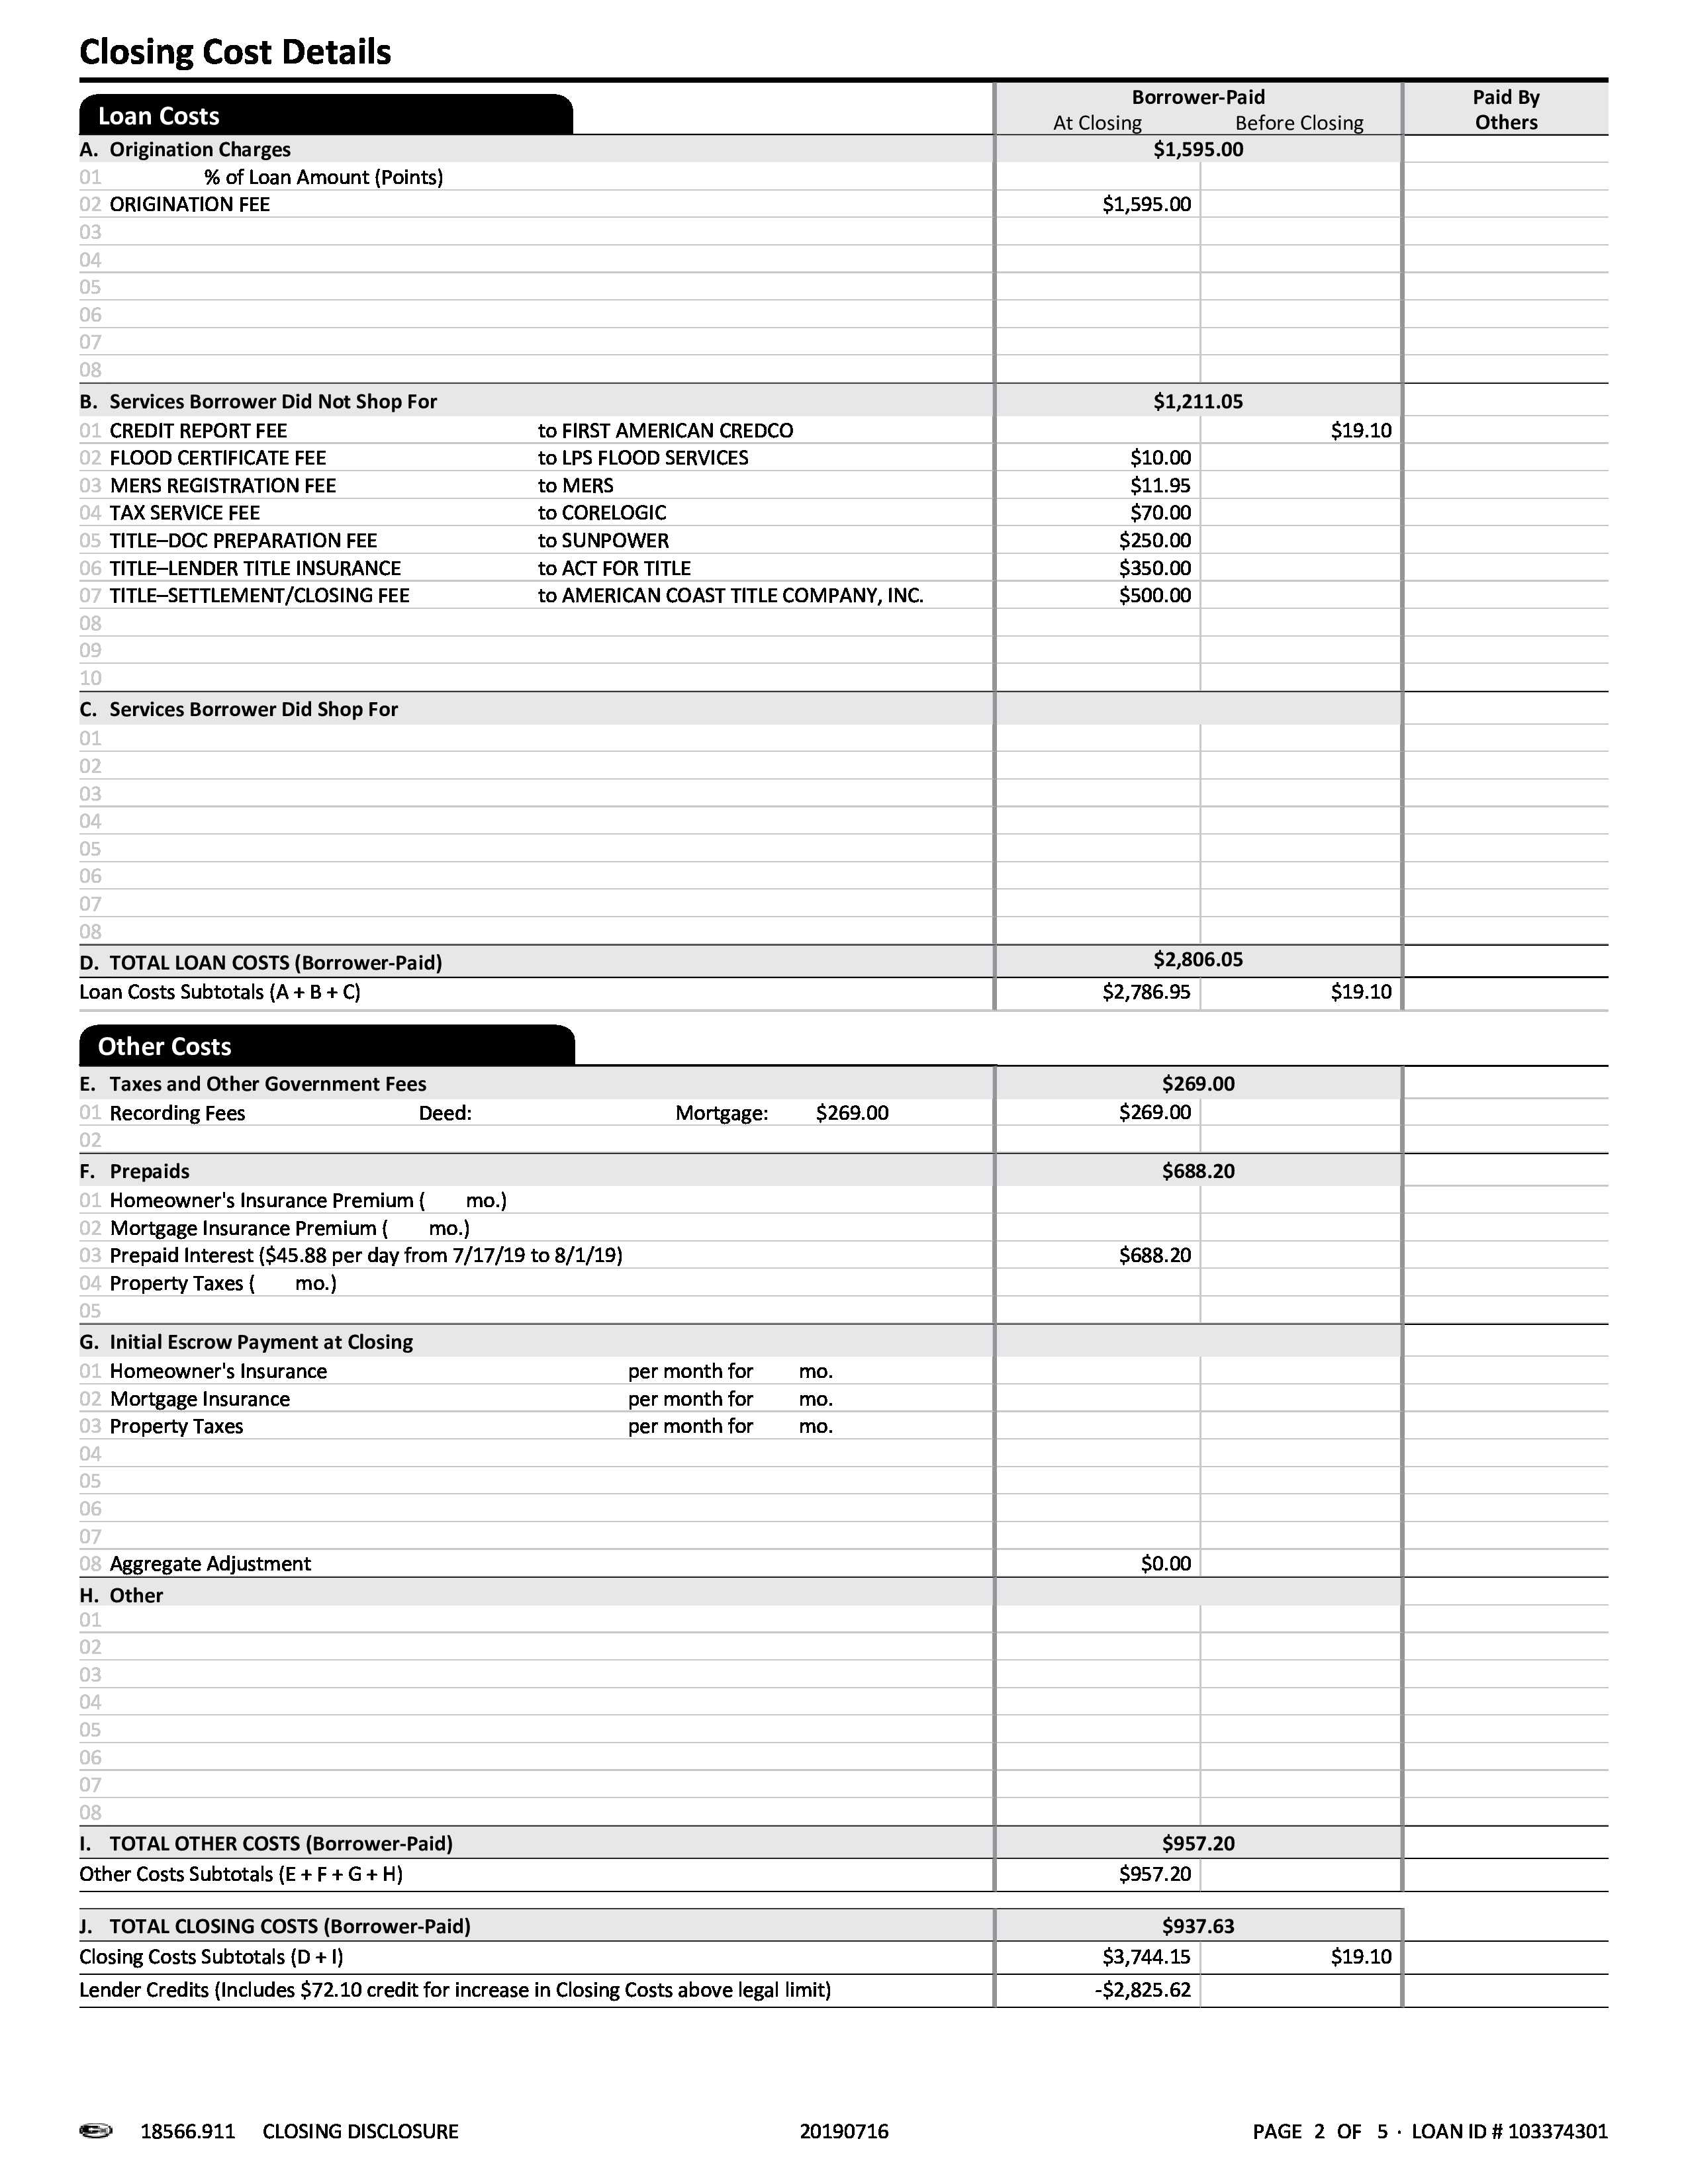 Closing Cost Details
Loan Costs
Borrower-Paid
Paid By
At Closing Before Closing Others
A. Origination Charges $1,595.00
01 % of Loan Amount (Points)
02 ORIGINATION FEE $1,595.00
03
04
05
06
07
08
B. Services Borrower Did Not Shop For $1,211.05
01 CREDIT REPORT FEE to FIRST AMERICAN CREDCO $19.10
02 FLOOD CERTIFICATE FEE to LPS FLOOD SERVICES $10.00
03 MERS REGISTRATION FEE to MERS $11.95
04 TAX SERVICE FEE to CORELOGIC $70.00
05 TITLE–DOC PREPARATION FEE to SUNPOWER $250.00
06 TITLE–LENDER TITLE INSURANCE to ACT FOR TITLE $350.00
07 TITLE–SETTLEMENT/CLOSING FEE to AMERICAN COAST TITLE COMPANY, INC. $500.00
08
09
10
C. Services Borrower Did Shop For
01
02
03
04
05
06
07
08
D. TOTAL LOAN COSTS (Borrower-Paid) $2,806.05
Loan Costs Subtotals (A + B + C) $2,786.95 $19.10
Other Costs
E. Taxes and Other Government Fees $269.00
01 Recording Fees Deed: Mortgage: $269.00 $269.00
02
F. Prepaids $688.20
01 Homeowner's Insurance Premium ( mo.)
02 Mortgage Insurance Premium ( mo.)
03 Prepaid Interest ($45.88 per day from 7/17/19 to 8/1/19) $688.20
04 Property Taxes ( mo.)
05
G. Initial Escrow Payment at Closing
01 Homeowner's Insurance per month for mo.
02 Mortgage Insurance per month for mo.
03 Property Taxes per month for mo.
04
05
06
07
08 Aggregate Adjustment $0.00
H. Other
01
02
03
04
05
06
07
08
I. TOTAL OTHER COSTS (Borrower-Paid) $957.20
Other Costs Subtotals (E + F + G + H) $957.20
J. TOTAL CLOSING COSTS (Borrower-Paid) $937.63
Closing Costs Subtotals (D + I) $3,744.15 $19.10
Lender Credits (Includes $72.10 credit for increase in Closing Costs above legal limit) -$2,825.62
18566.911 CLOSING DISCLOSURE 20190716 PAGE 2 OF 5 · LOAN ID # 103374301